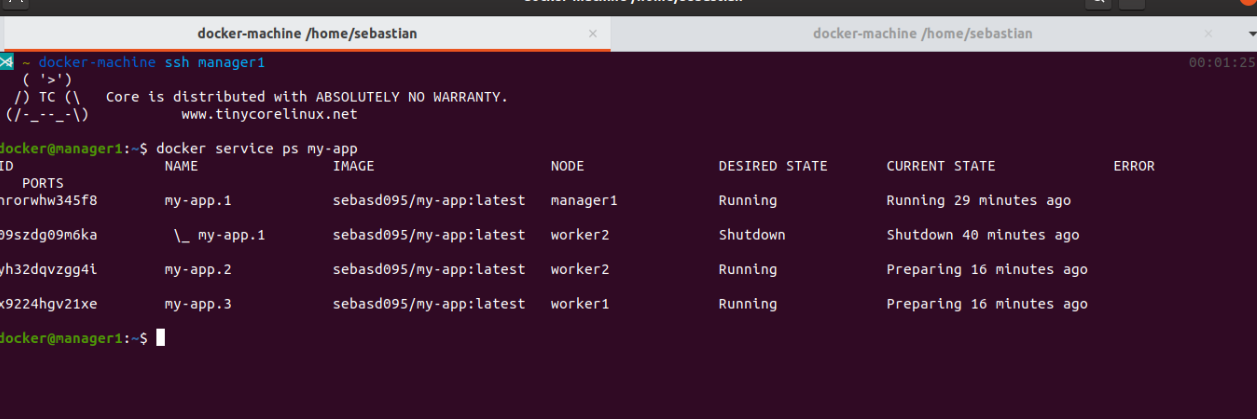 docker-machine /home/sebastian
docker-machine /home/sebastian × docker-machine /home/sebastian ×
~ docker-machine ssh manager1 00:01:25
( '>')
/) TC (\ Core is distributed with ABSOLUTELY NO WARRANTY.
(/-_--_-\) www.tinycorelinux.net
docker@manager1:~$ docker service ps my-app
ID NAME IMAGE NODE DESIRED STATE CURRENT STATE ERROR
PORTS
nrorwhw345f8 my-app.1 sebasd095/my-app:latest manager1 Running Running 29 minutes ago
09szdg09m6ka \_ my-app.1 sebasd095/my-app:latest worker2 Shutdown Shutdown 40 minutes ago
yh32dqvzgg4i my-app.2 sebasd095/my-app:latest worker2 Running Preparing 16 minutes ago
x9224hgv21xe my-app.3 sebasd095/my-app:latest worker1 Running Preparing 16 minutes ago
docker@manager1:~$